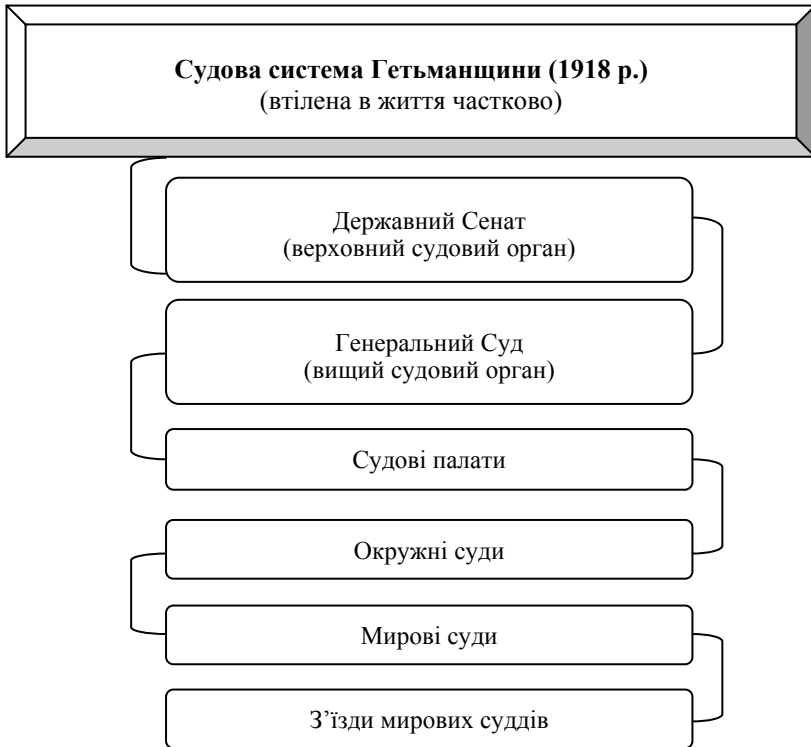 Судова система Гетьманщини (1918 р.)
(втілена в життя частково)
Державний Сенат
(верховний судовий орган)
Генеральний Суд
(вищий судовий орган)
Судові палати
Окружні суди
Мирові суди
З’їзди мирових суддів